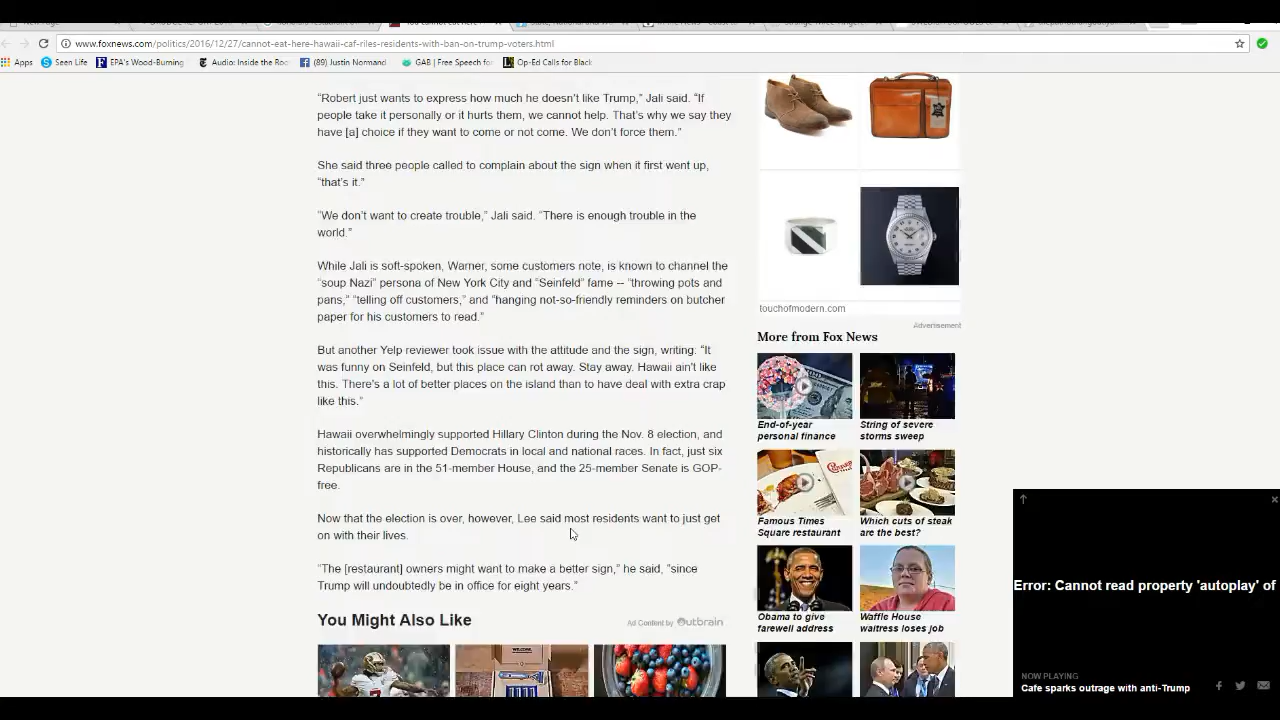 www.foxnews.com/politics/2016/12/27/cannot-eat-here-hawaii-caf-riles-residents-with-ban-on-trump-voters.html
Apps Seen Life EPA's Wood-Burning Audio: Inside the Roo (89) Justin Normand GAB | Free Speech for Op-Ed Calls for Black
“Robert just wants to express how much he doesn’t like Trump,” Jali said. “If
people take it personally or it hurts them, we cannot help. That’s why we say they
have [a] choice if they want to come or not come. We don’t force them.”
She said three people called to complain about the sign when it first went up,
“that’s it.”
“We don’t want to create trouble,” Jali said. “There is enough trouble in the
world.”
While Jali is soft-spoken, Warner, some customers note, is known to channel the
“soup Nazi” persona of New York City and “Seinfeld” fame -- “throwing pots and
pans,” “telling off customers,” and “hanging not-so-friendly reminders on butcher
paper for his customers to read.”
But another Yelp reviewer took issue with the attitude and the sign, writing: “It
was funny on Seinfeld, but this place can rot away. Stay away. Hawaii ain’t like
this. There’s a lot of better places on the island than to have deal with extra crap
like this.”
Hawaii overwhelmingly supported Hillary Clinton during the Nov. 8 election, and
historically has supported Democrats in local and national races. In fact, just six
Republicans are in the 51-member House, and the 25-member Senate is GOP-
free.
Now that the election is over, however, Lee said most residents want to just get
on with their lives.
“The [restaurant] owners might want to make a better sign,” he said, “since
Trump will undoubtedly be in office for eight years.”
You Might Also Like
Ad Content by Outbrain
touchofmodern.com
Advertisement
More from Fox News
End-of-year
personal finance
String of severe
storms sweep
Famous Times
Square restaurant
Which cuts of steak
are the best?
Obama to give
farewell address
Waffle House
waitress loses job
Error: Cannot read property 'autoplay' of
NOW PLAYING
Cafe sparks outrage with anti-Trump